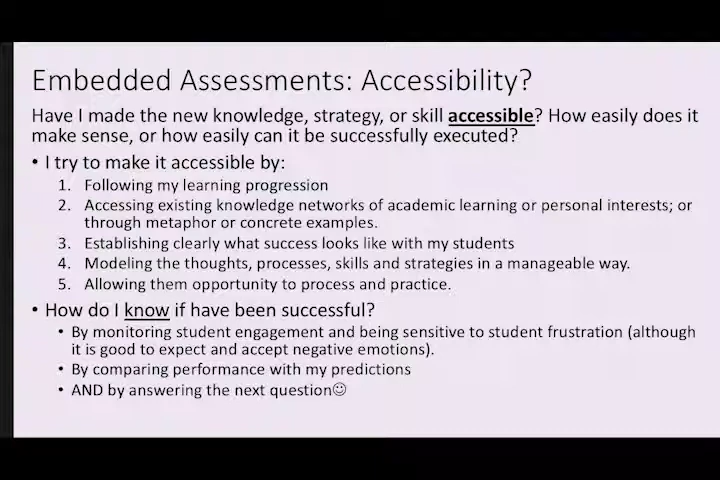 Embedded Assessments: Accessibility?
Have I made the new knowledge, strategy, or skill accessible? How easily does it
make sense, or how easily can it be successfully executed?
• I try to make it accessible by:
1. Following my learning progression
2. Accessing existing knowledge networks of academic learning or personal interests; or
through metaphor or concrete examples.
3. Establishing clearly what success looks like with my students
4. Modeling the thoughts, processes, skills and strategies in a manageable way.
5. Allowing them opportunity to process and practice.
• How do I know if have been successful?
• By monitoring student engagement and being sensitive to student frustration (although
it is good to expect and accept negative emotions).
• By comparing performance with my predictions
• AND by answering the next question☺